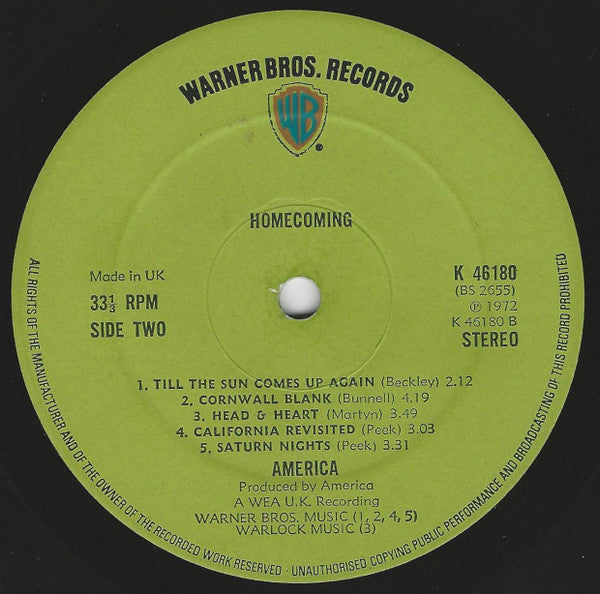 WARNER BROS. RECORDS
WB
HOMECOMING
Made in UK
33⅓ RPM
SIDE TWO
K 46180
(BS 2655)
℗ 1972
K 46180 B
STEREO
1. TILL THE SUN COMES UP AGAIN (Beckley) 2.12
2. CORNWALL BLANK (Bunnell) 4.19
3. HEAD & HEART (Martyn) 3.49
4. CALIFORNIA REVISITED (Peek) 3.03
5. SATURN NIGHTS (Peek) 3.31
AMERICA
Produced by America
A WEA U.K. Recording
WARNER BROS. MUSIC (1, 2, 4, 5)
WARLOCK MUSIC (3)
ALL RIGHTS OF THE MANUFACTURER AND OF THE OWNER OF THE RECORDED WORK RESERVED - UNAUTHORISED COPYING PUBLIC PERFORMANCE AND BROADCASTING OF THIS RECORD PROHIBITED